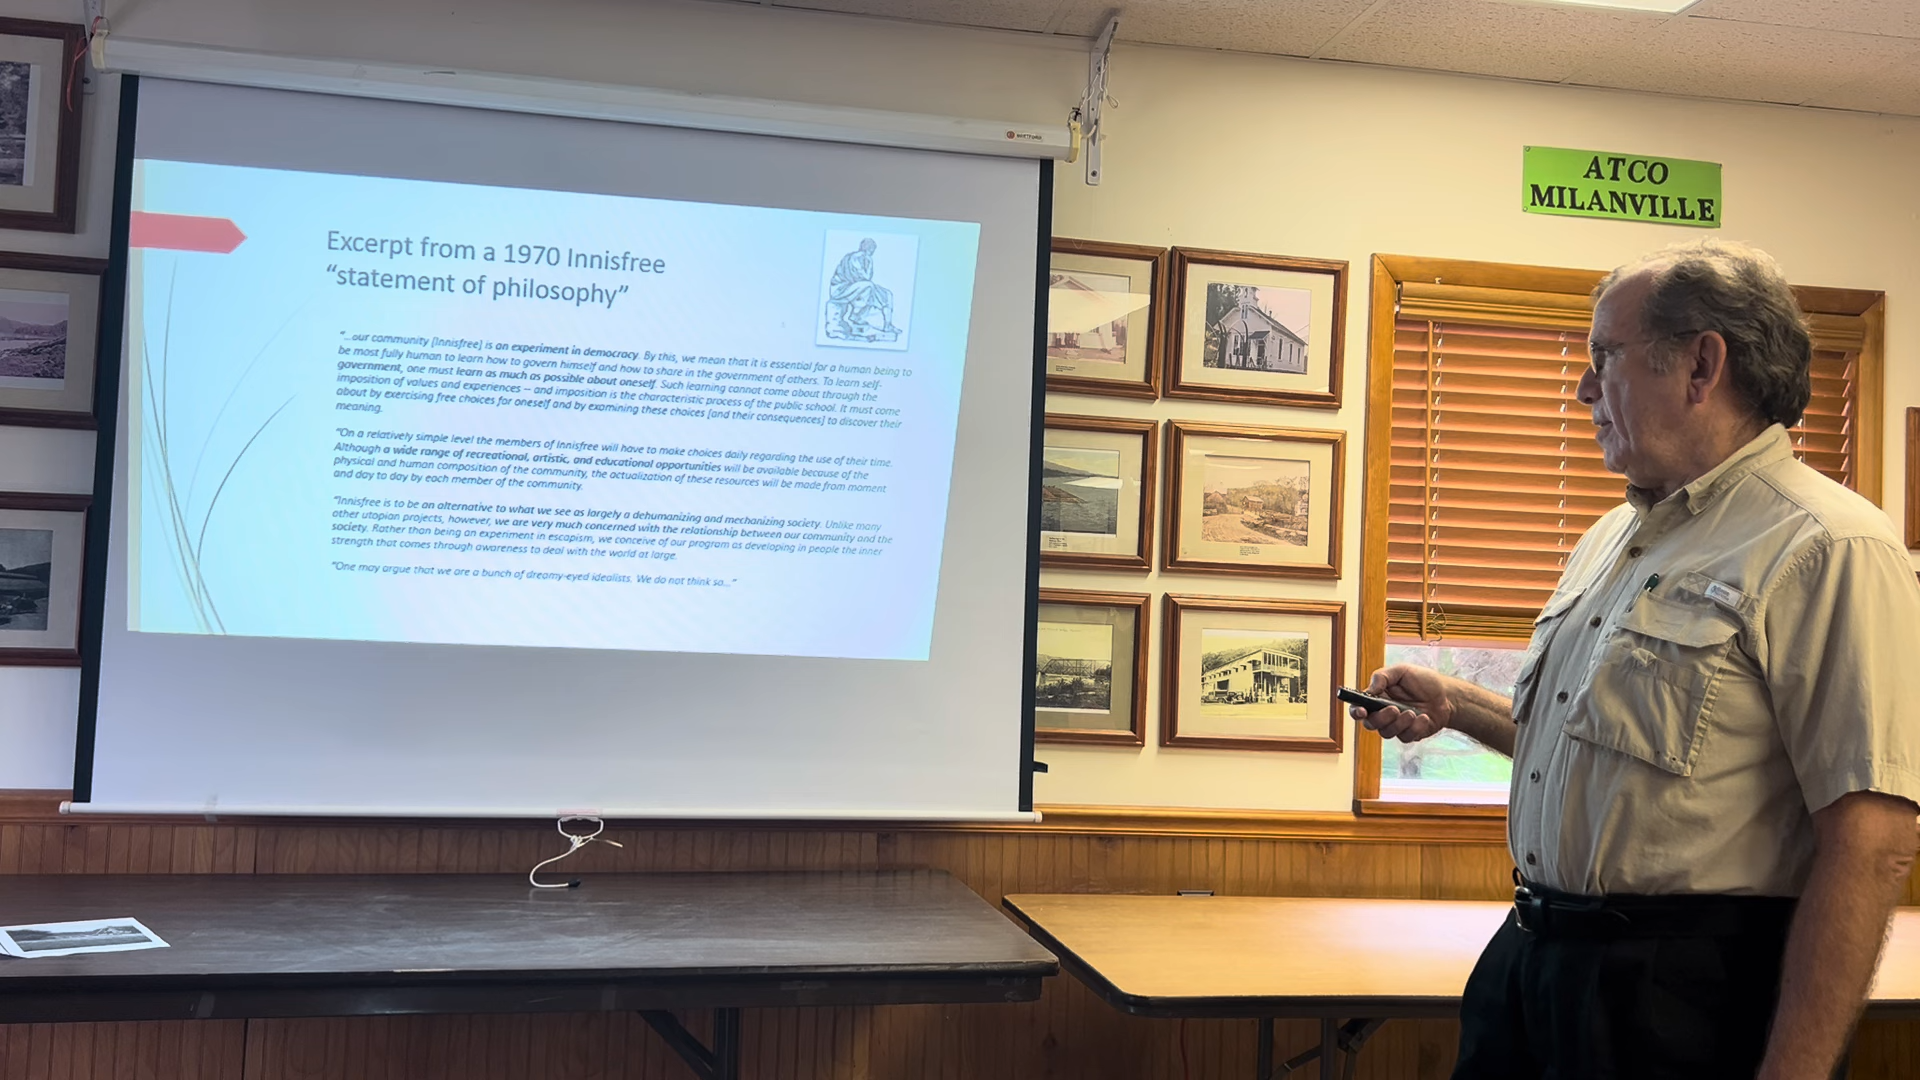 Excerpt from a 1970 Innisfree
“statement of philosophy”
“...our community [Innisfree] is an experiment in democracy. By this, we mean that it is essential for a human being to
be most fully human to learn how to govern himself and how to share in the government of others. To learn self-
government, one must learn as much as possible about oneself. Such learning cannot come about through the
imposition of values and experiences – and imposition is the characteristic process of the public school. It must come
about by exercising free choices for oneself and by examining these choices [and their consequences] to discover their
meaning.
“On a relatively simple level the members of Innisfree will have to make choices daily regarding the use of their time.
Although a wide range of recreational, artistic, and educational opportunities will be available because of the
physical and human composition of the community, the actualization of these resources will be made from moment
and day to day by each member of the community.
“Innisfree is to be an alternative to what we see as largely a dehumanizing and mechanizing society. Unlike many
other utopian projects, however, we are very much concerned with the relationship between our community and the
society. Rather than being an experiment in escapism, we conceive of our program as developing in people the inner
strength that comes through awareness to deal with the world at large.
“One may argue that we are a bunch of dreamy-eyed idealists. We do not think so...”
ATCO
MILANVILLE